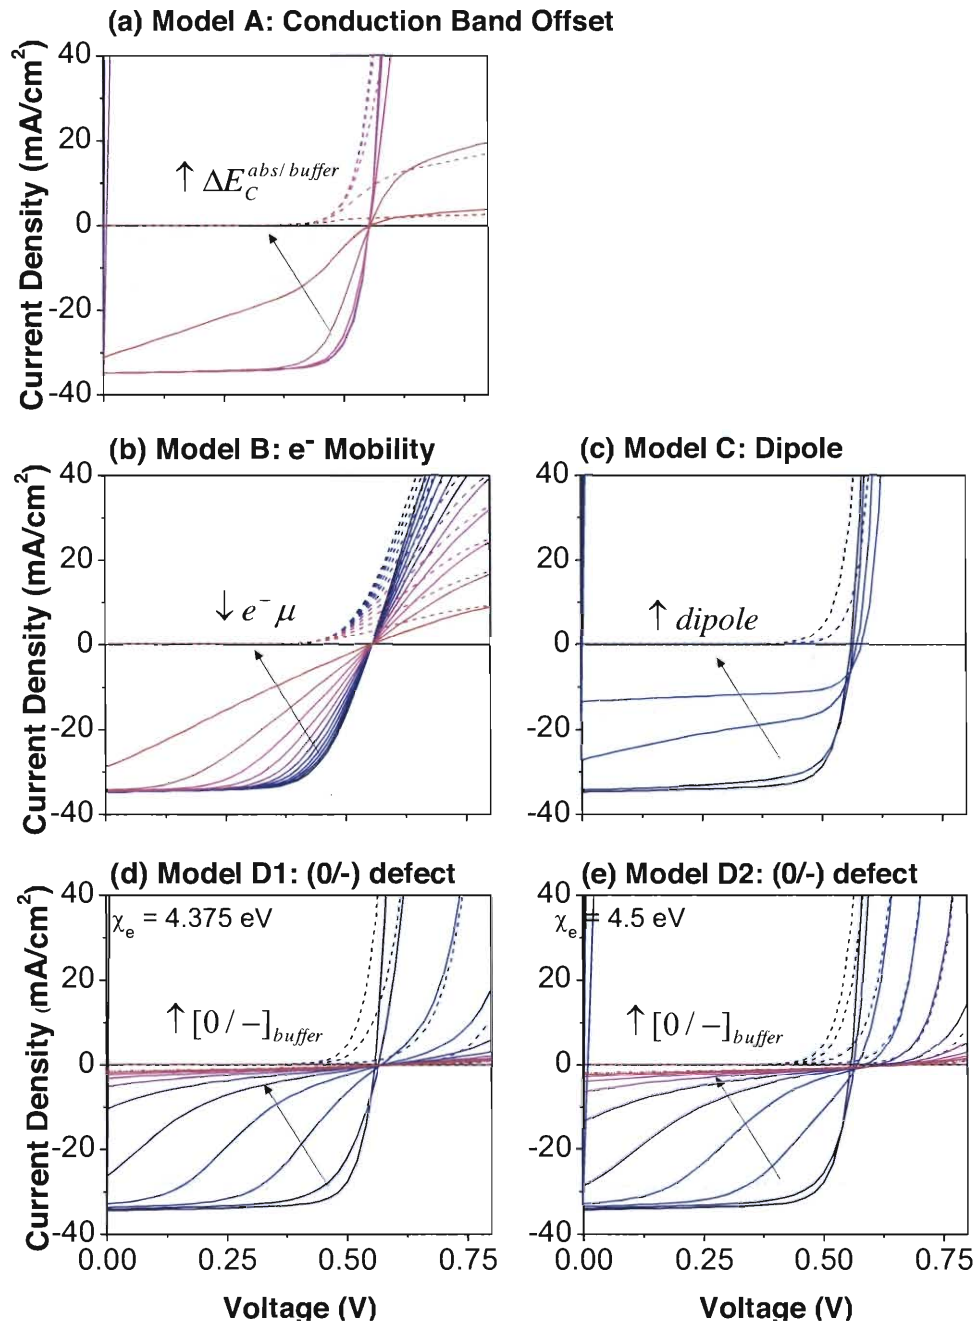 (a) Model A: Conduction Band Offset
Current Density (mA/cm²)
40
20
0
-20
-40
↑ ΔE_C^{abs/buffer}
(b) Model B: e⁻ Mobility
(c) Model C: Dipole
Current Density (mA/cm²)
40
20
0
-20
-40
↓ e⁻ μ
40
20
0
-20
-40
↑ dipole
(d) Model D1: (0/-) defect
(e) Model D2: (0/-) defect
Current Density (mA/cm²)
40
20
0
-20
-40
χe = 4.375 eV
↑ [0/−]buffer
40
20
0
-20
-40
χe = 4.5 eV
↑ [0/−]buffer
0.00 0.25 0.50 0.75
0.00 0.25 0.50 0.75
Voltage (V)
Voltage (V)